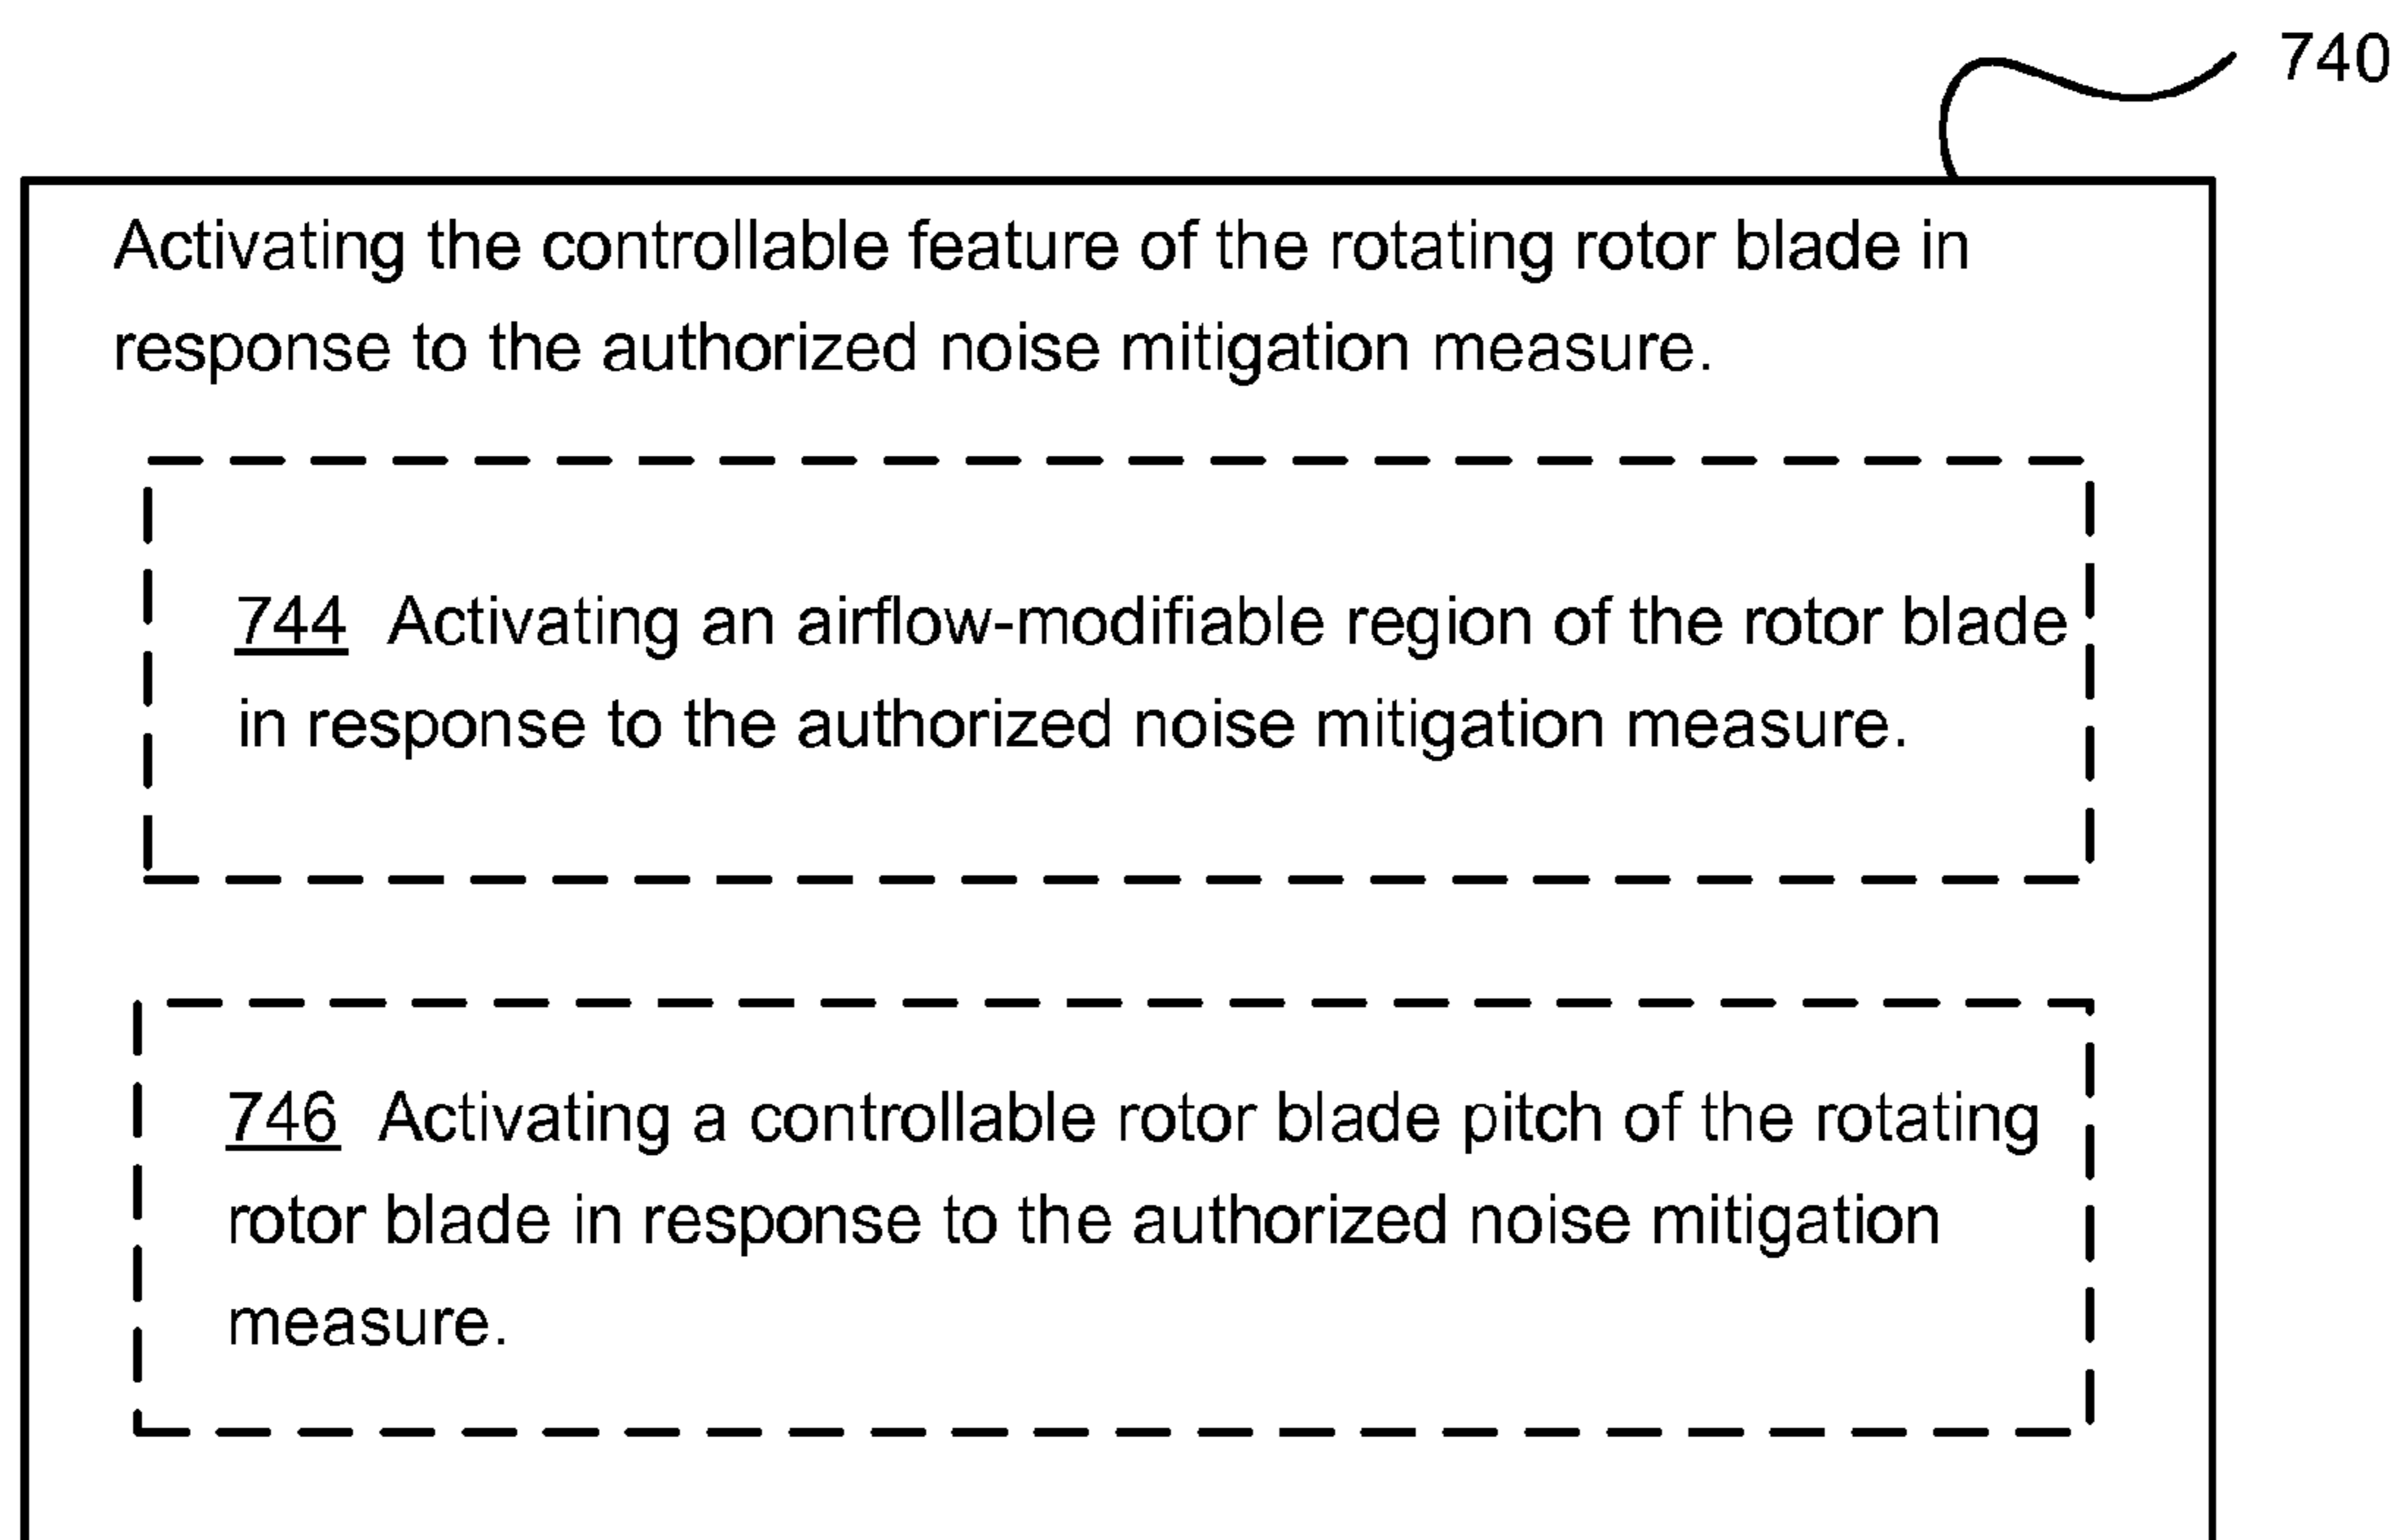 740
Activating the controllable feature of the rotating rotor blade in
response to the authorized noise mitigation measure.
744 Activating an airflow-modifiable region of the rotor blade
in response to the authorized noise mitigation measure.
746 Activating a controllable rotor blade pitch of the rotating
rotor blade in response to the authorized noise mitigation
measure.